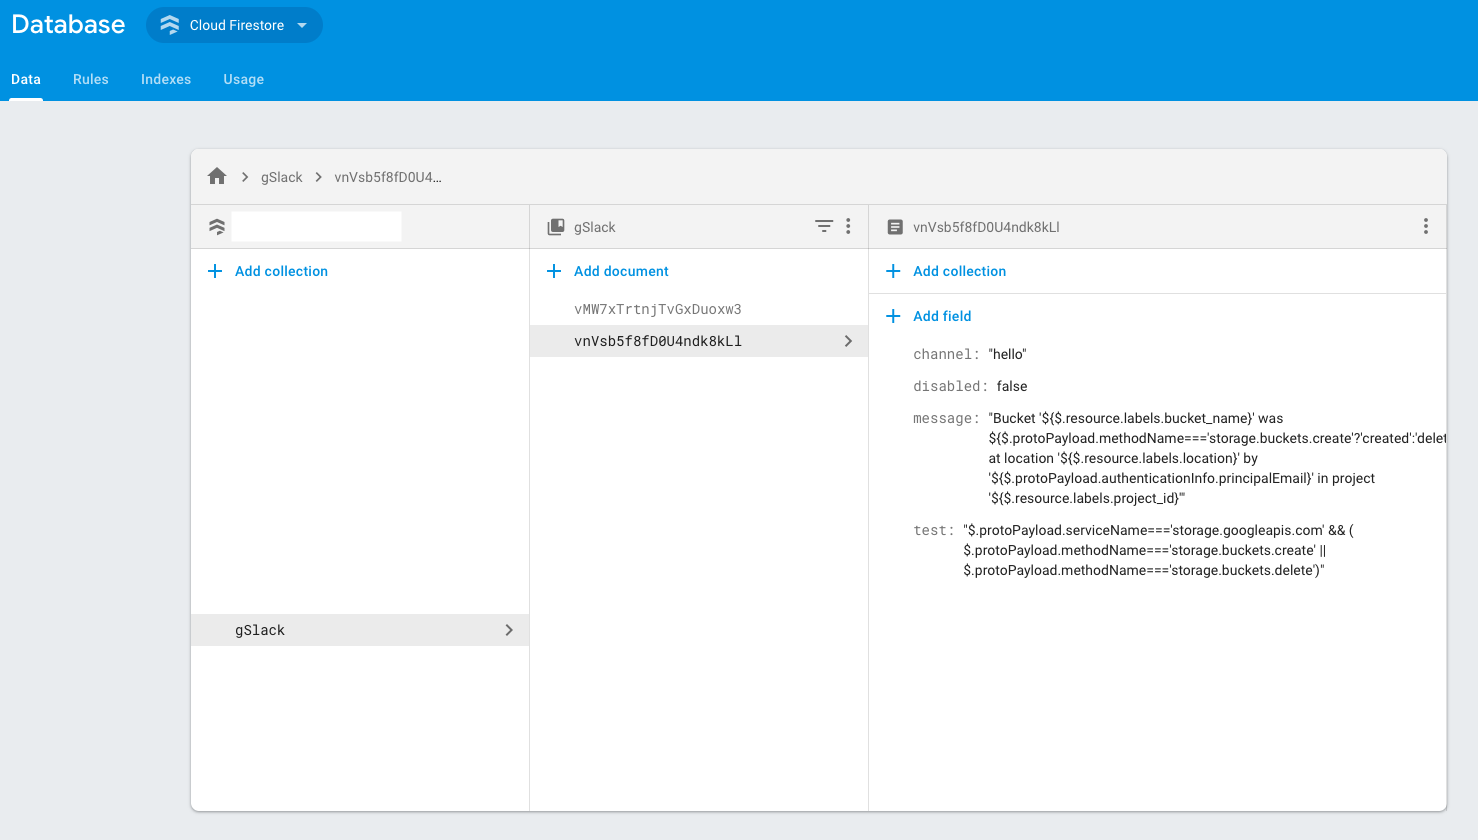 Database
Cloud Firestore
Data
Rules
Indexes
Usage
gSlack
vnVsb5f8fD0U4...
gSlack
vnVsb5f8fD0U4ndk8kLl
Add collection
gSlack
Add document
vMW7xTrtnjTvGxDuoxw3
vnVsb5f8fD0U4ndk8kLl
Add collection
Add field
channel: "hello"
disabled: false
message: "Bucket '${$.resource.labels.bucket_name}' was
${$.protoPayload.methodName==='storage.buckets.create'?'created':'delet
at location '${$.resource.labels.location}' by
'${$.protoPayload.authenticationInfo.principalEmail}' in project
'${$.resource.labels.project_id}'"
test: "$.protoPayload.serviceName==='storage.googleapis.com' && (
$.protoPayload.methodName==='storage.buckets.create' ||
$.protoPayload.methodName==='storage.buckets.delete')"